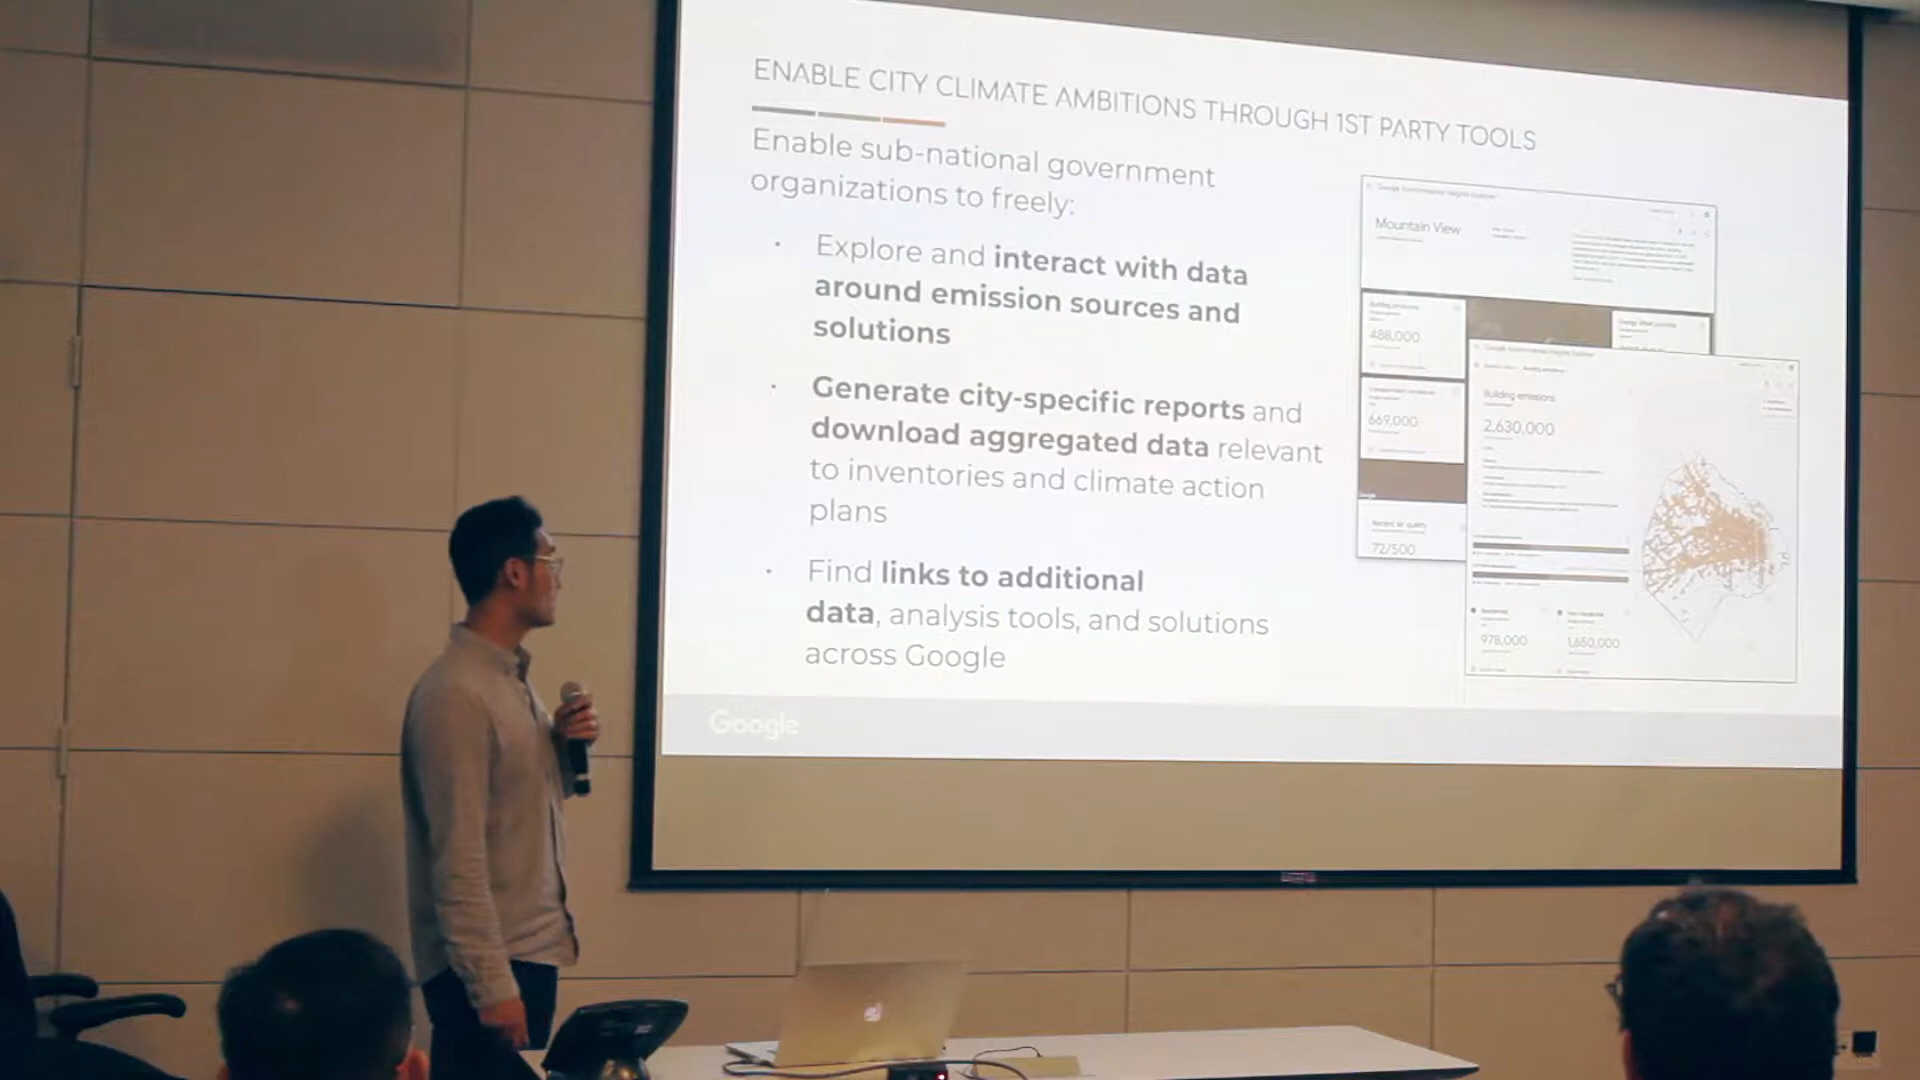 ENABLE CITY CLIMATE AMBITIONS THROUGH 1ST PARTY TOOLS
Enable sub-national government
organizations to freely:
· Explore and interact with data
around emission sources and
solutions
· Generate city-specific reports and
download aggregated data relevant
to inventories and climate action
plans
· Find links to additional
data, analysis tools, and solutions
across Google
Google
Mountain View
488,000
669,000
Recent air quality
72/500
Building emissions
2,630,000
978,000
1,650,000